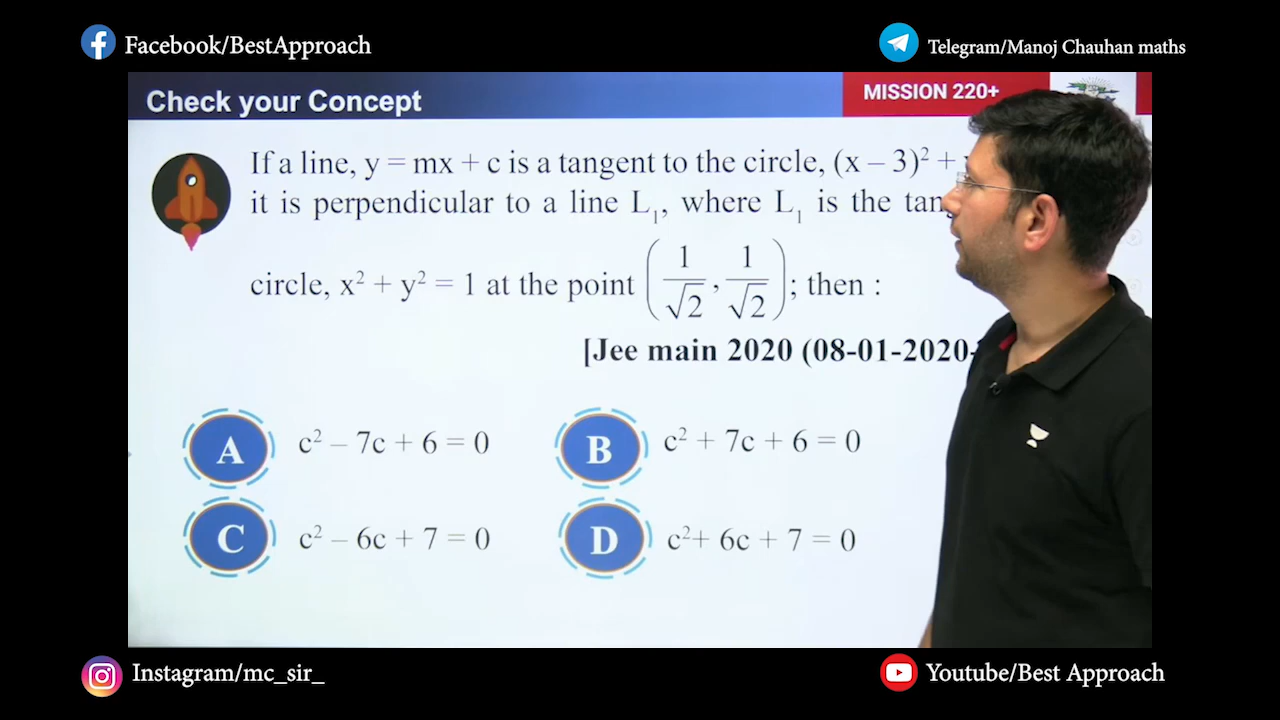 Facebook/BestApproach
Telegram/Manoj Chauhan maths
Check your Concept
MISSION 220+
If a line, y = mx + c is a tangent to the circle, (x – 3)² +
it is perpendicular to a line L₁, where L₁ is the
circle, x² + y² = 1 at the point (1/√2, 1/√2); then :
[Jee main 2020 (08-01-2020-
A c² – 7c + 6 = 0
B c² + 7c + 6 = 0
C c² – 6c + 7 = 0
D c²+ 6c + 7 = 0
Instagram/mc_sir_
Youtube/Best Approach